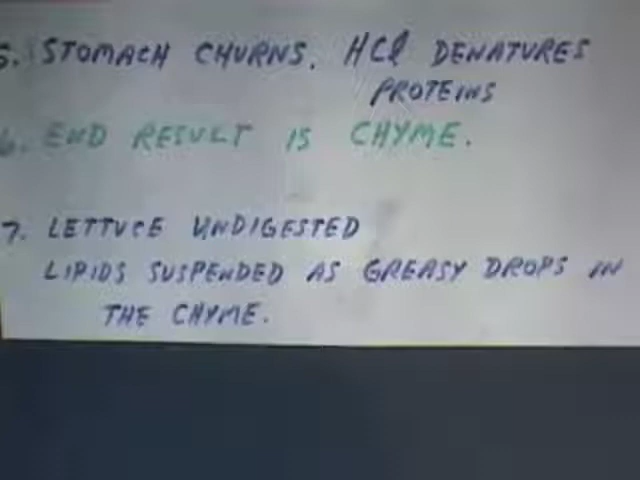 5. STOMACH CHURNS. HCl DENATURES
PROTEINS
6. END RESULT IS CHYME.
7. LETTUCE UNDIGESTED
LIPIDS SUSPENDED AS GREASY DROPS IN
THE CHYME.